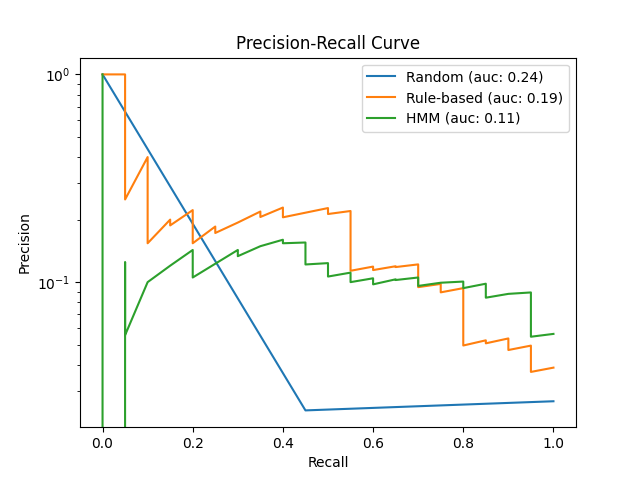 Precision-Recall Curve
Random (auc: 0.24)
Rule-based (auc: 0.19)
HMM (auc: 0.11)
10⁰
10⁻¹
Precision
0.0 0.2 0.4 0.6 0.8 1.0
Recall